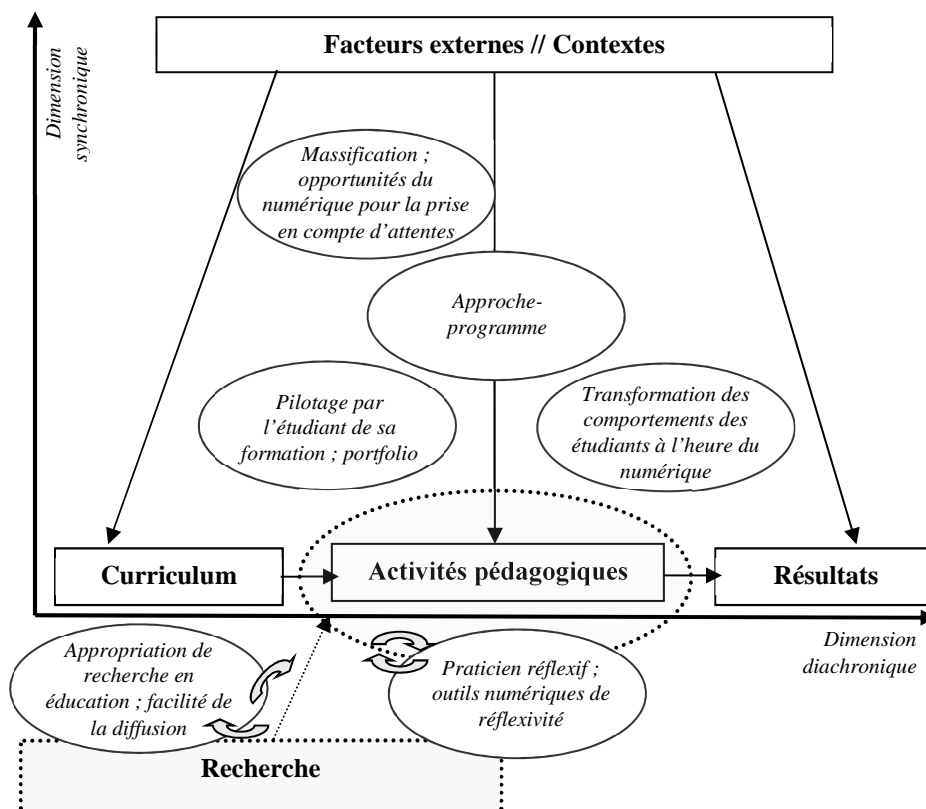 Facteurs externes // Contextes
Dimension
synchronique
Massification ;
opportunités du
numérique pour la prise
en compte d'attentes
Approche-
programme
Pilotage par
l'étudiant de sa
formation ; portfolio
Transformation des
comportements des
étudiants à l'heure du
numérique
Curriculum
Activités pédagogiques
Résultats
Dimension
diachronique
Appropriation de
recherche en
éducation ; facilité de
la diffusion
Praticien réflexif ;
outils numériques de
réflexivité
Recherche